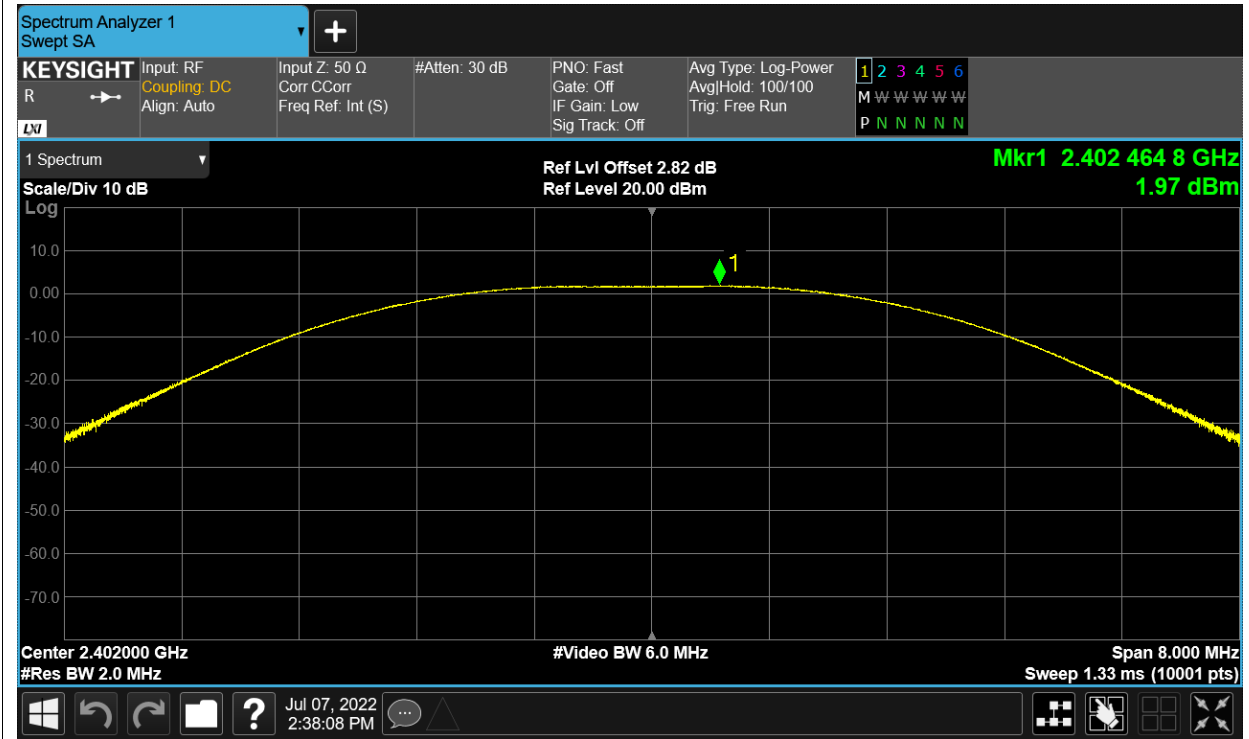 Spectrum Analyzer 1
Swept SA
KEYSIGHT
R
LXI
Input: RF
Coupling: DC
Align: Auto
Input Z: 50 Ω
Corr CCorr
Freq Ref: Int (S)
#Atten: 30 dB
PNO: Fast
Gate: Off
IF Gain: Low
Sig Track: Off
Avg Type: Log-Power
Avg|Hold: 100/100
Trig: Free Run
1 2 3 4 5 6
M W W W W W
P N N N N N
1 Spectrum
Scale/Div 10 dB
Log
Ref Lvl Offset 2.82 dB
Ref Level 20.00 dBm
Mkr1 2.402 464 8 GHz
1.97 dBm
1
10.0
0.00
-10.0
-20.0
-30.0
-40.0
-50.0
-60.0
-70.0
Center 2.402000 GHz
#Video BW 6.0 MHz
Span 8.000 MHz
#Res BW 2.0 MHz
Sweep 1.33 ms (10001 pts)
?
Jul 07, 2022
2:38:08 PM